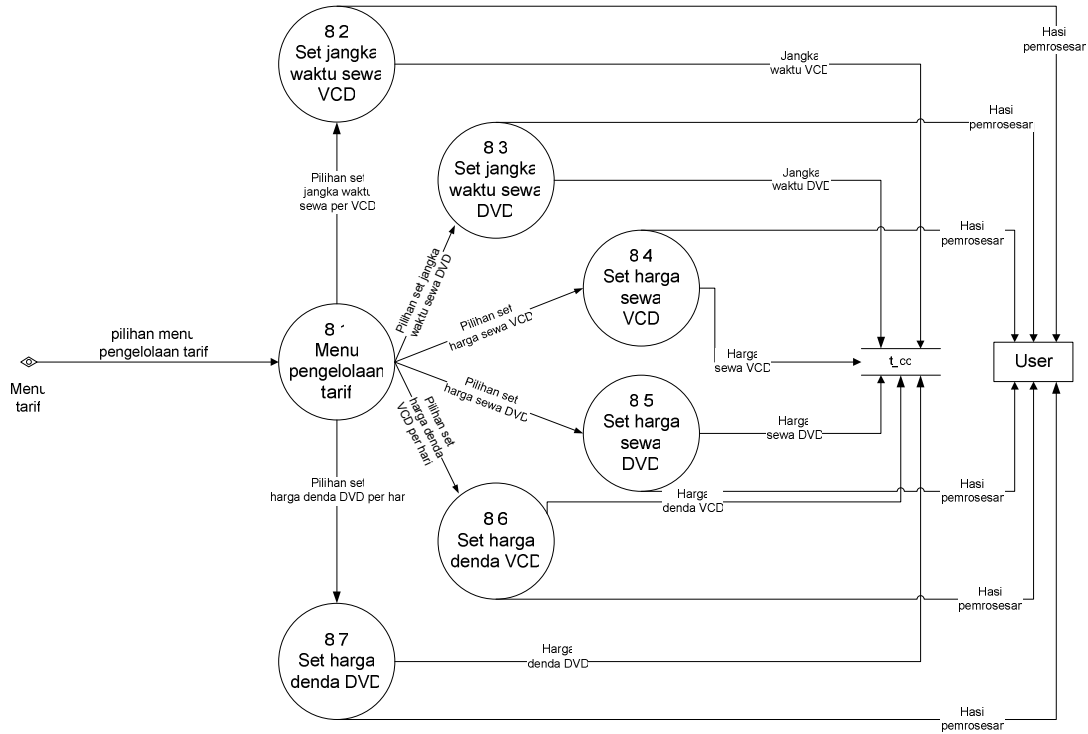 8 2
Set jangka
waktu sewa
VCD
Hasi
pemrosesar
Jangka
waktu VCD
Pilihan set
jangka waktu
sewa per VCD
8 3
Set jangka
waktu sewa
DVD
Hasi
pemrosesar
Jangka
waktu DVD
Pilihan set jangka
waktu sewa DVD
8 4
Set harga
sewa
VCD
Hasi
pemrosesar
Pilihan set
harga sewa VCD
Harga
sewa VCD
pilihan menu
pengelolaan tarif
Menu
tarif
8 1
Menu
pengelolaan
tarif
t_cc
User
Pilihan set
harga sewa DVD
8 5
Set harga
sewa
DVD
Harga
sewa DVD
Hasi
pemrosesar
Pilihan set
harga denda
VCD per hari
8 6
Set harga
denda VCD
Harga
denda VCD
Hasi
pemrosesar
Pilihan set
harga denda DVD per har
8 7
Set harga
denda DVD
Harga
denda DVD
Hasi
pemrosesar